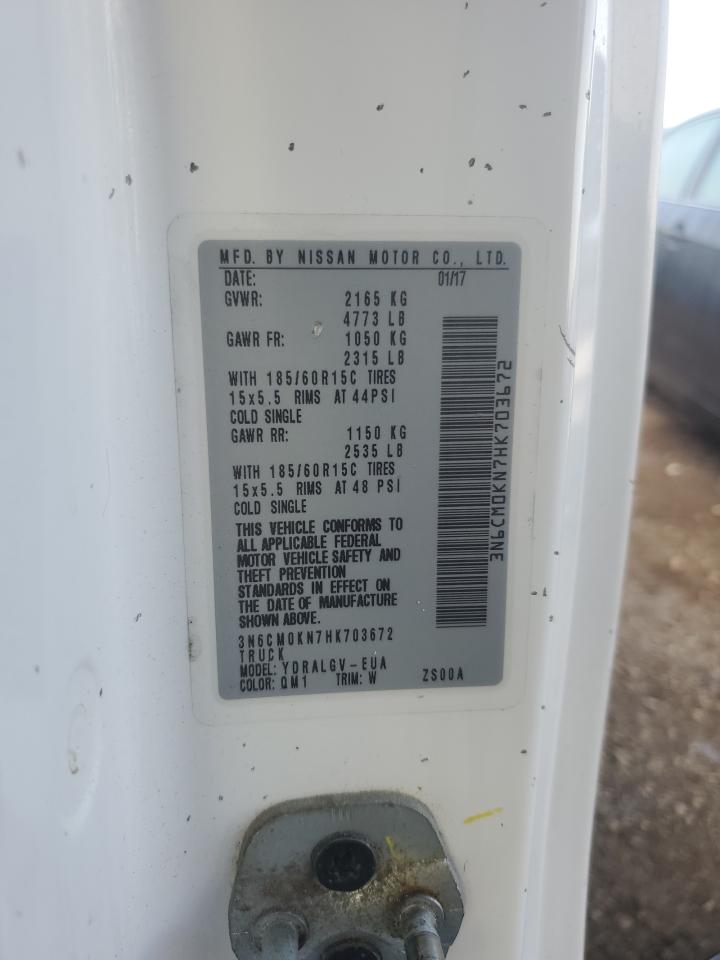 MFD. BY NISSAN MOTOR CO., LTD.
DATE: 01/17
GVWR: 2165 KG
4773 LB
GAWR FR: 1050 KG
2315 LB
WITH 185/60R15C TIRES
15x5.5 RIMS AT 44PSI
COLD SINGLE
GAWR RR: 1150 KG
2535 LB
WITH 185/60R15C TIRES
15x5.5 RIMS AT 48 PSI
COLD SINGLE
THIS VEHICLE CONFORMS TO
ALL APPLICABLE FEDERAL
MOTOR VEHICLE SAFETY AND
THEFT PREVENTION
STANDARDS IN EFFECT ON
THE DATE OF MANUFACTURE
SHOWN ABOVE.
3N6CM0KN7HK703672
TRUCK
MODEL: YDRALGV-EUA
COLOR: QM1 TRIM: W ZS00A
3N6CM0KN7HK703672